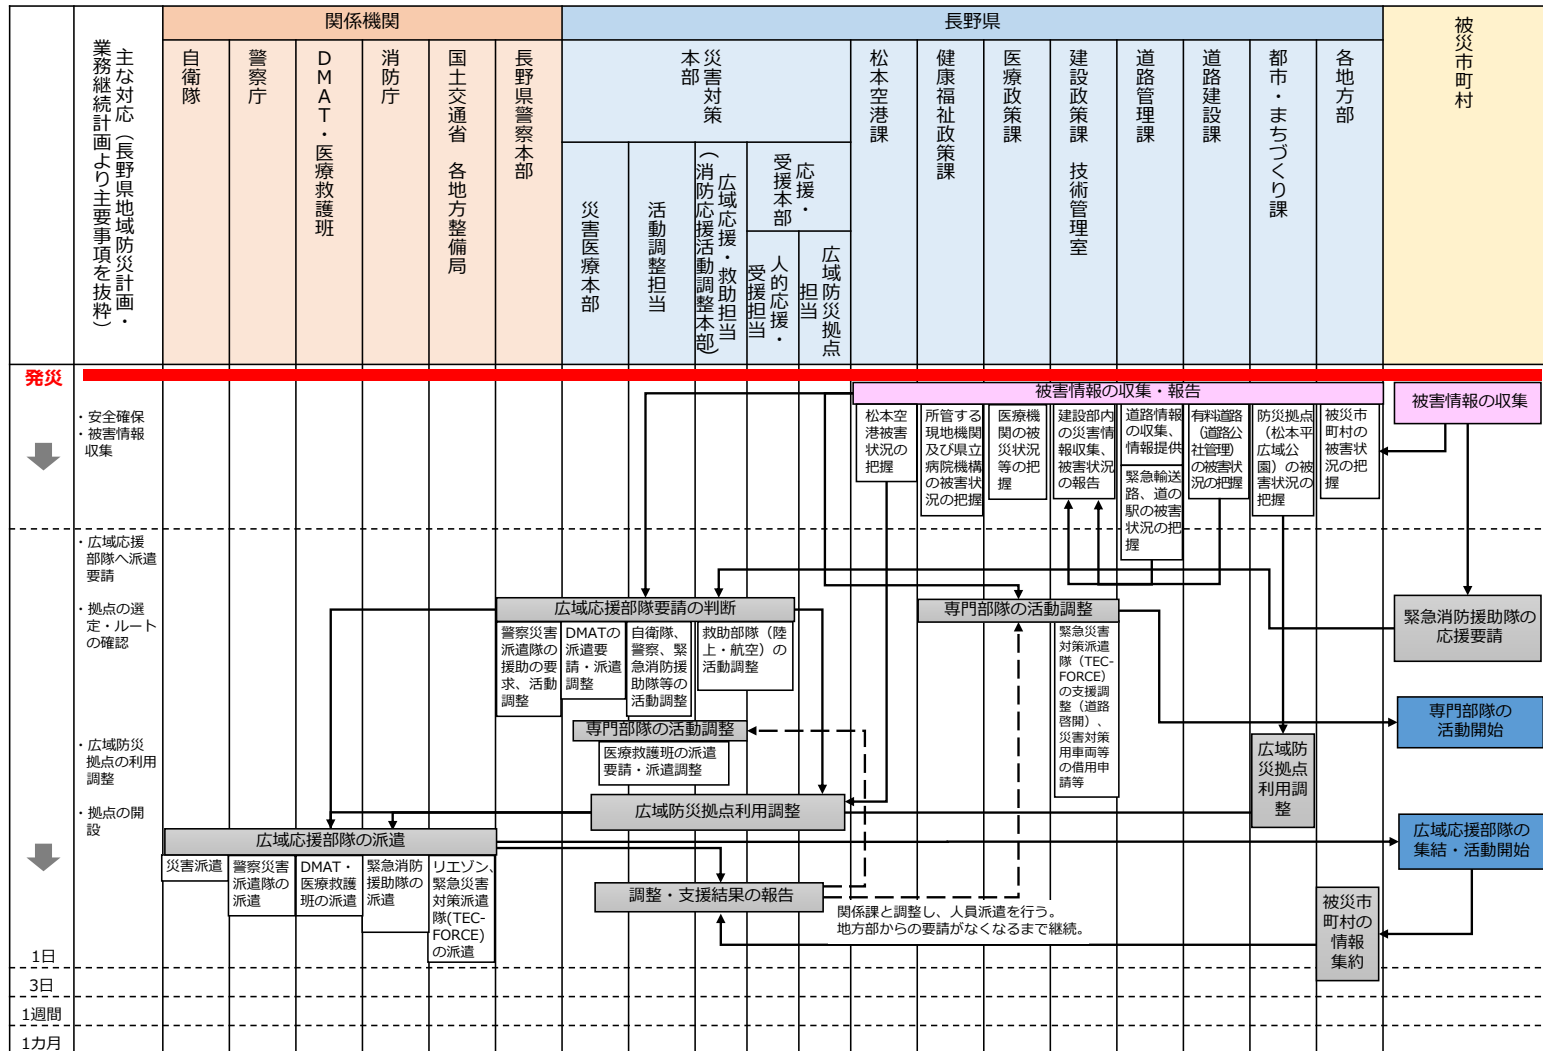 主な対応（長野県地域防災計画・
業務継続計画より主要事項を抜粋）
関係機関
長野県
被災市町村
自衛隊
警察庁
DMAT・医療救護班
消防庁
国土交通省　各地方整備局
長野県警察本部
災害対策
本部
災害医療本部
活動調整担当
広域応援・救助担当
（消防応援活動調整本部）
応援・
受援本部
人的応援・
受援担当
広域防災拠点
担当
松本空港課
健康福祉政策課
医療政策課
建設政策課　技術管理室
道路管理課
道路建設課
都市・まちづくり課
各地方部
発災
・安全確保
・被害情報
収集
被害情報の収集・報告
被害情報の収集
松本空
港被害
状況の
把握
所管する
現地機関
及び県立
病院機構
の被害状
況の把握
医療機
関の被
災状況
等の把
握
建設部内
の災害情
報収集、
被害状況
の報告
道路情報
の収集、
情報提供
緊急輸送
路、道の
駅の被害
状況の把
握
有料道路
（道路公
社管理）
の被害状
況の把握
防災拠点
（松本平
広域公
園）の被
害状況の
把握
被災市
町村の
被害状
況の把
握
・広域応援
部隊へ派遣
要請
・拠点の選
定・ルート
の確認
広域応援部隊要請の判断
警察災害
派遣隊の
援助の要
求、活動
調整
DMATの
派遣要
請・派遣
調整
自衛隊、
警察、緊
急消防援
助隊等の
活動調整
救助部隊（陸
上・航空）の
活動調整
専門部隊の活動調整
緊急災害
対策派遣
隊（TEC-
FORCE）
の支援調
整（道路
啓開）、
災害対策
用車両等
の借用申
請等
緊急消防援助隊の
応援要請
専門部隊の
活動開始
・広域防災
拠点の利用
調整
専門部隊の活動調整
医療救護班の派遣
要請・派遣調整
広域防
災拠点
利用調
整
・拠点の開
設
広域防災拠点利用調整
広域応援部隊の派遣
災害派遣
警察災害
派遣隊の
派遣
DMAT・
医療救護
班の派遣
緊急消防
援助隊の
派遣
リエゾン、
緊急災害
対策派遣
隊(TEC-
FORCE)
の派遣
広域応援部隊の
集結・活動開始
調整・支援結果の報告
関係課と調整し、人員派遣を行う。
地方部からの要請がなくなるまで継続。
被災市
町村の
情報
集約
1日
3日
1週間
1カ月